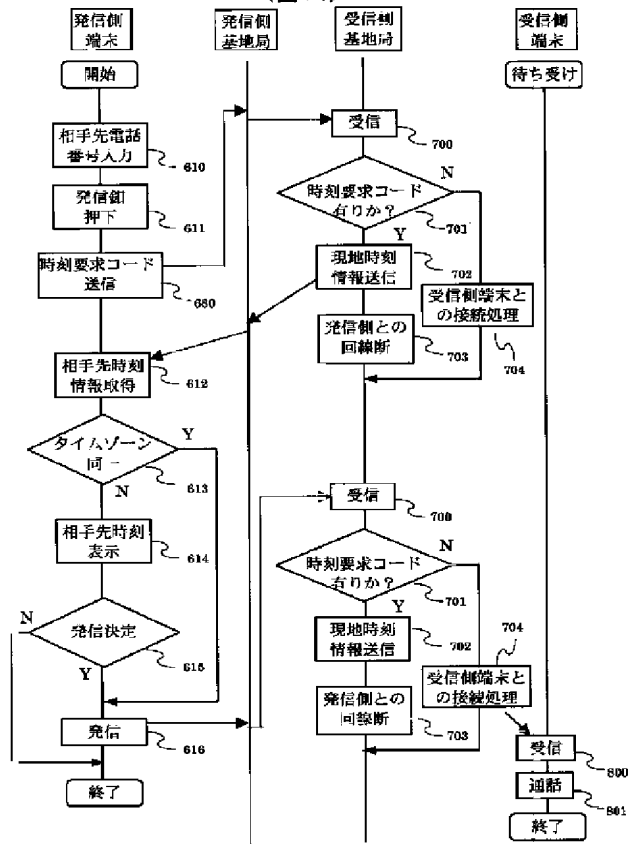 発信側
端末
発信側
基地局
受信側
基地局
受信側
端末
開始
待ち受け
相手先電話
番号入力
610
発信釦
押下
611
時刻要求コード
送信
680
受信
700
時刻要求コード
有りか？
701
N
Y
現地時刻
情報送信
702
受信側端末と
の接続処理
704
発信側との
回線断
703
相手先時刻
情報取得
612
タイムゾーン
同一
613
Y
N
相手先時刻
表示
614
発信決定
615
N
Y
発信
616
終了
受信
700
時刻要求コード
有りか？
701
N
Y
現地時刻
情報送信
702
704
受信側端末と
の接続処理
発信側との
回線断
703
受信
800
通話
801
終了